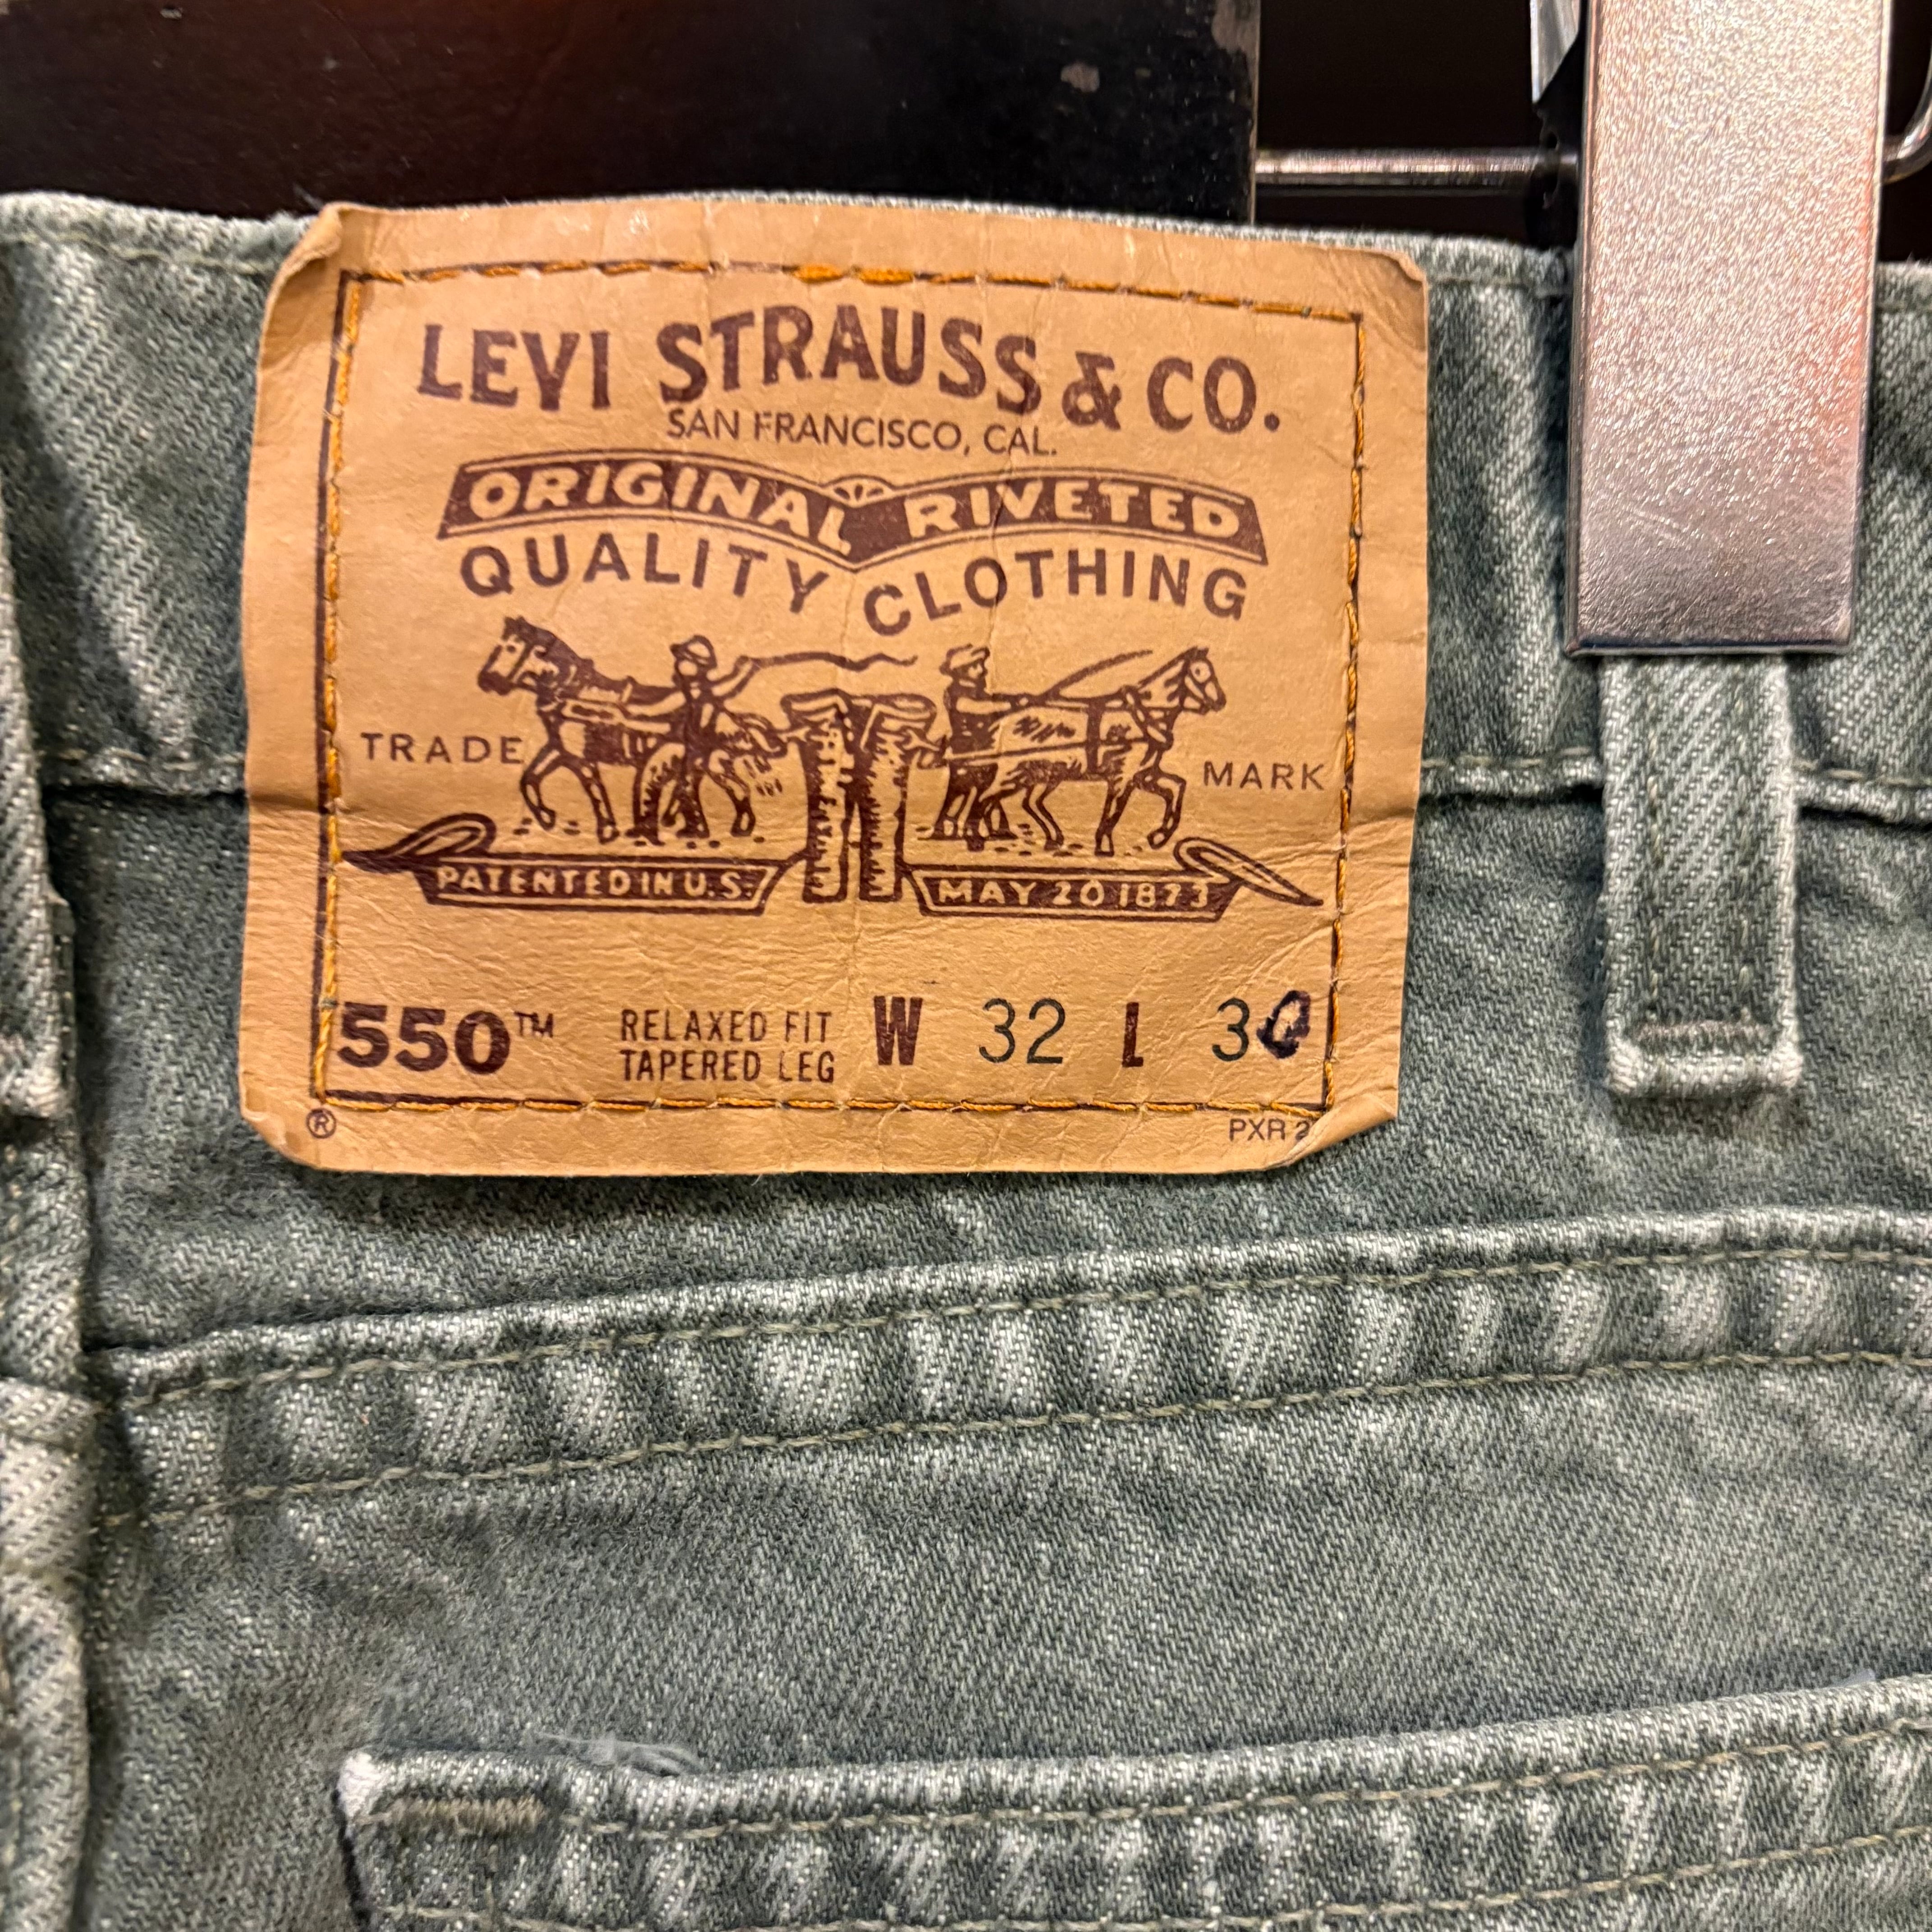 LEVI STRAUSS & CO.
SAN FRANCISCO, CAL.
ORIGINAL RIVETED
QUALITY CLOTHING
TRADE MARK
PATENTED IN U.S. MAY 20 1873
550™ RELAXED FIT W 32 L 30
TAPERED LEG
® PXR 2